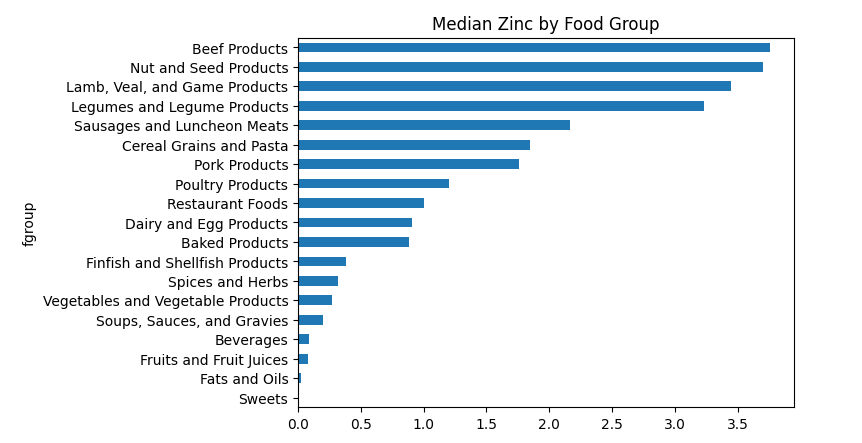 Median Zinc by Food Group
fgroup
Beef Products
Nut and Seed Products
Lamb, Veal, and Game Products
Legumes and Legume Products
Sausages and Luncheon Meats
Cereal Grains and Pasta
Pork Products
Poultry Products
Restaurant Foods
Dairy and Egg Products
Baked Products
Finfish and Shellfish Products
Spices and Herbs
Vegetables and Vegetable Products
Soups, Sauces, and Gravies
Beverages
Fruits and Fruit Juices
Fats and Oils
Sweets
0.0 0.5 1.0 1.5 2.0 2.5 3.0 3.5